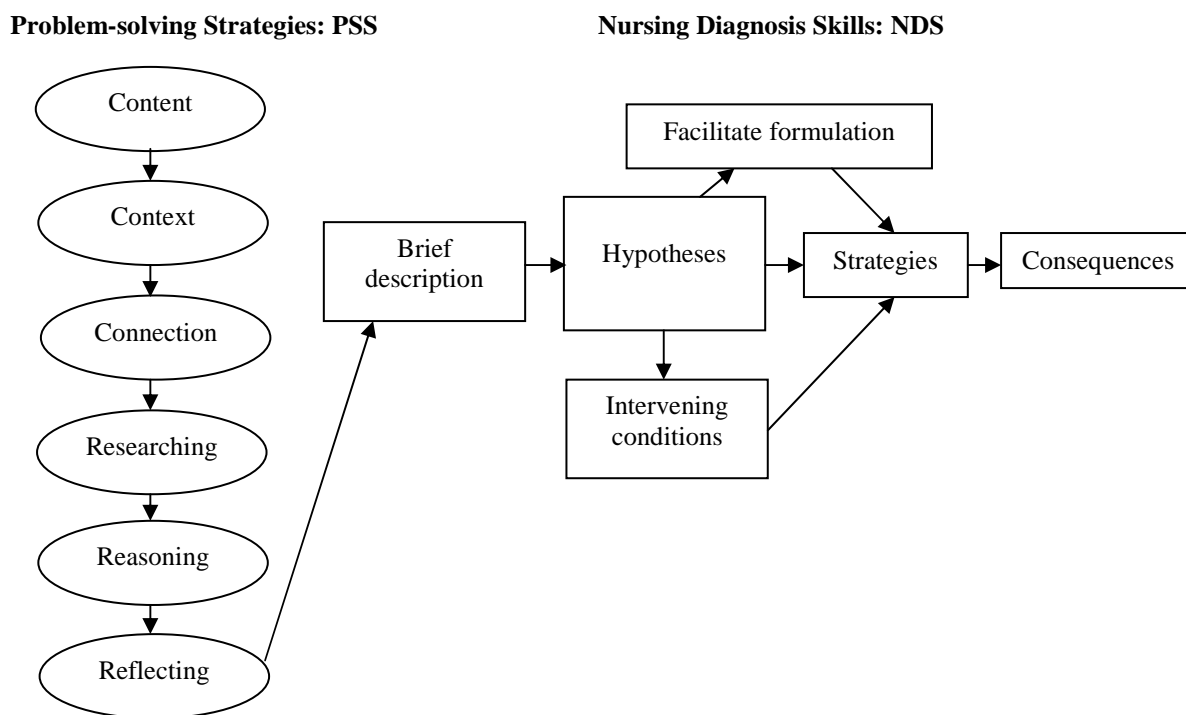 Problem-solving Strategies: PSS
Nursing Diagnosis Skills: NDS
Content
Context
Connection
Researching
Reasoning
Reflecting
Brief
description
Facilitate formulation
Hypotheses
Intervening
conditions
Strategies
Consequences